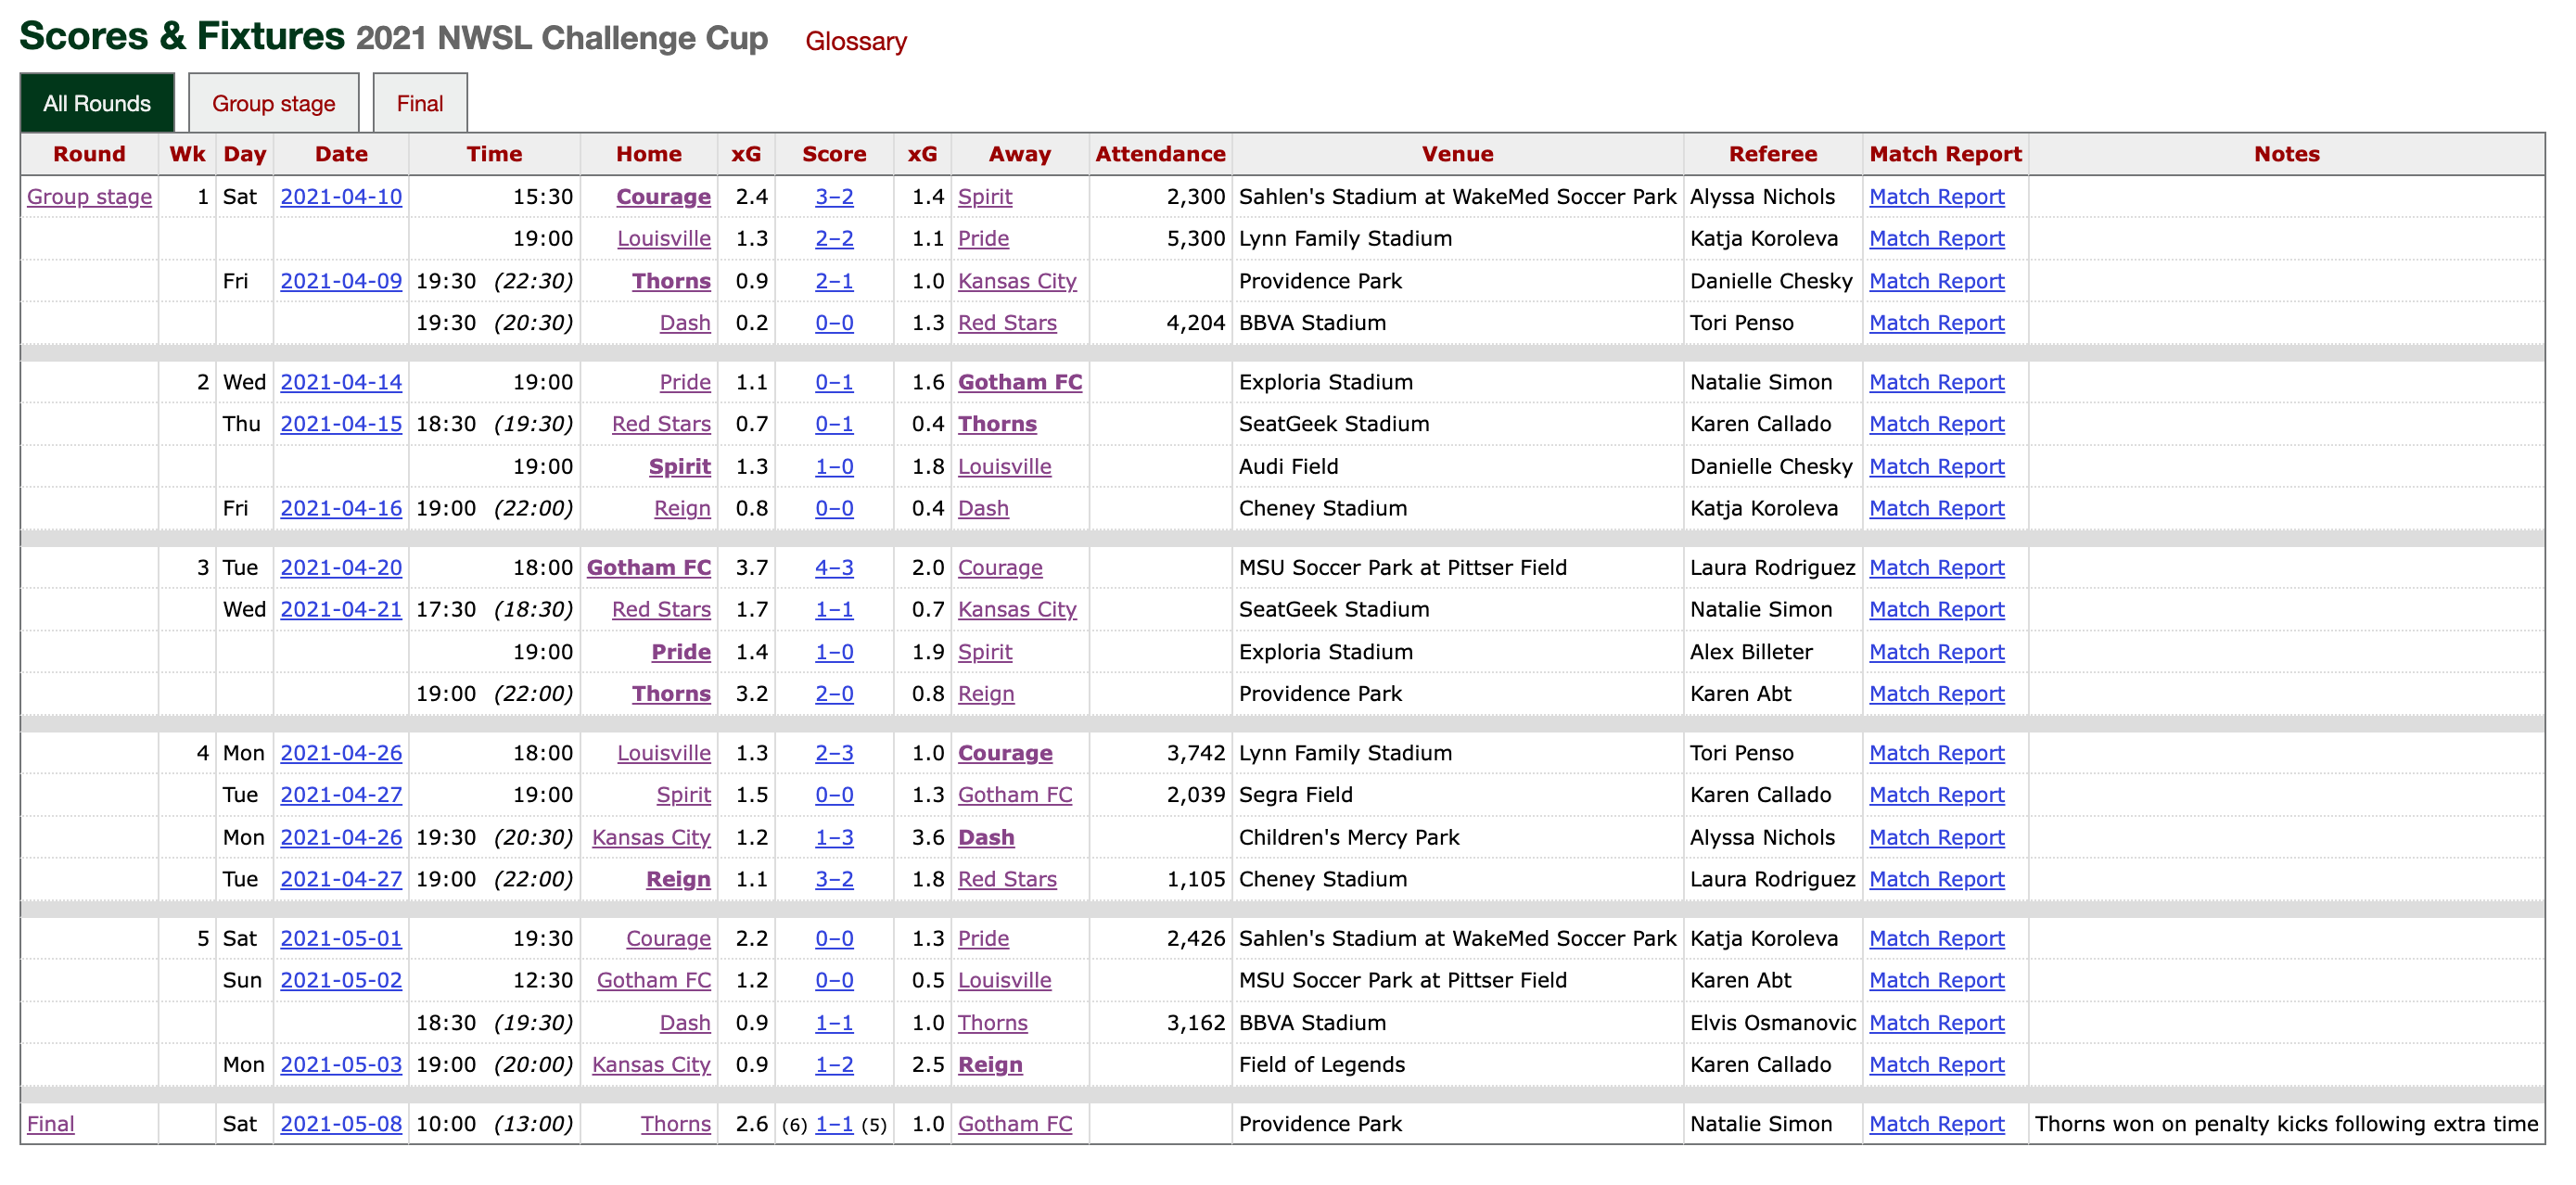 Scores & Fixtures 2021 NWSL Challenge Cup Glossary
All Rounds Group stage Final
Round Wk Day Date Time Home xG Score xG Away Attendance Venue Referee Match Report Notes
Group stage 1 Sat 2021-04-10 15:30 Courage 2.4 3–2 1.4 Spirit 2,300 Sahlen's Stadium at WakeMed Soccer Park Alyssa Nichols Match Report
19:00 Louisville 1.3 2–2 1.1 Pride 5,300 Lynn Family Stadium Katja Koroleva Match Report
Fri 2021-04-09 19:30 (22:30) Thorns 0.9 2–1 1.0 Kansas City Providence Park Danielle Chesky Match Report
19:30 (20:30) Dash 0.2 0–0 1.3 Red Stars 4,204 BBVA Stadium Tori Penso Match Report
2 Wed 2021-04-14 19:00 Pride 1.1 0–1 1.6 Gotham FC Exploria Stadium Natalie Simon Match Report
Thu 2021-04-15 18:30 (19:30) Red Stars 0.7 0–1 0.4 Thorns SeatGeek Stadium Karen Callado Match Report
19:00 Spirit 1.3 1–0 1.8 Louisville Audi Field Danielle Chesky Match Report
Fri 2021-04-16 19:00 (22:00) Reign 0.8 0–0 0.4 Dash Cheney Stadium Katja Koroleva Match Report
3 Tue 2021-04-20 18:00 Gotham FC 3.7 4–3 2.0 Courage MSU Soccer Park at Pittser Field Laura Rodriguez Match Report
Wed 2021-04-21 17:30 (18:30) Red Stars 1.7 1–1 0.7 Kansas City SeatGeek Stadium Natalie Simon Match Report
19:00 Pride 1.4 1–0 1.9 Spirit Exploria Stadium Alex Billeter Match Report
19:00 (22:00) Thorns 3.2 2–0 0.8 Reign Providence Park Karen Abt Match Report
4 Mon 2021-04-26 18:00 Louisville 1.3 2–3 1.0 Courage 3,742 Lynn Family Stadium Tori Penso Match Report
Tue 2021-04-27 19:00 Spirit 1.5 0–0 1.3 Gotham FC 2,039 Segra Field Karen Callado Match Report
Mon 2021-04-26 19:30 (20:30) Kansas City 1.2 1–3 3.6 Dash Children's Mercy Park Alyssa Nichols Match Report
Tue 2021-04-27 19:00 (22:00) Reign 1.1 3–2 1.8 Red Stars 1,105 Cheney Stadium Laura Rodriguez Match Report
5 Sat 2021-05-01 19:30 Courage 2.2 0–0 1.3 Pride 2,426 Sahlen's Stadium at WakeMed Soccer Park Katja Koroleva Match Report
Sun 2021-05-02 12:30 Gotham FC 1.2 0–0 0.5 Louisville MSU Soccer Park at Pittser Field Karen Abt Match Report
18:30 (19:30) Dash 0.9 1–1 1.0 Thorns 3,162 BBVA Stadium Elvis Osmanovic Match Report
Mon 2021-05-03 19:00 (20:00) Kansas City 0.9 1–2 2.5 Reign Field of Legends Karen Callado Match Report
Final Sat 2021-05-08 10:00 (13:00) Thorns 2.6 (6) 1–1 (5) 1.0 Gotham FC Providence Park Natalie Simon Match Report Thorns won on penalty kicks following extra time